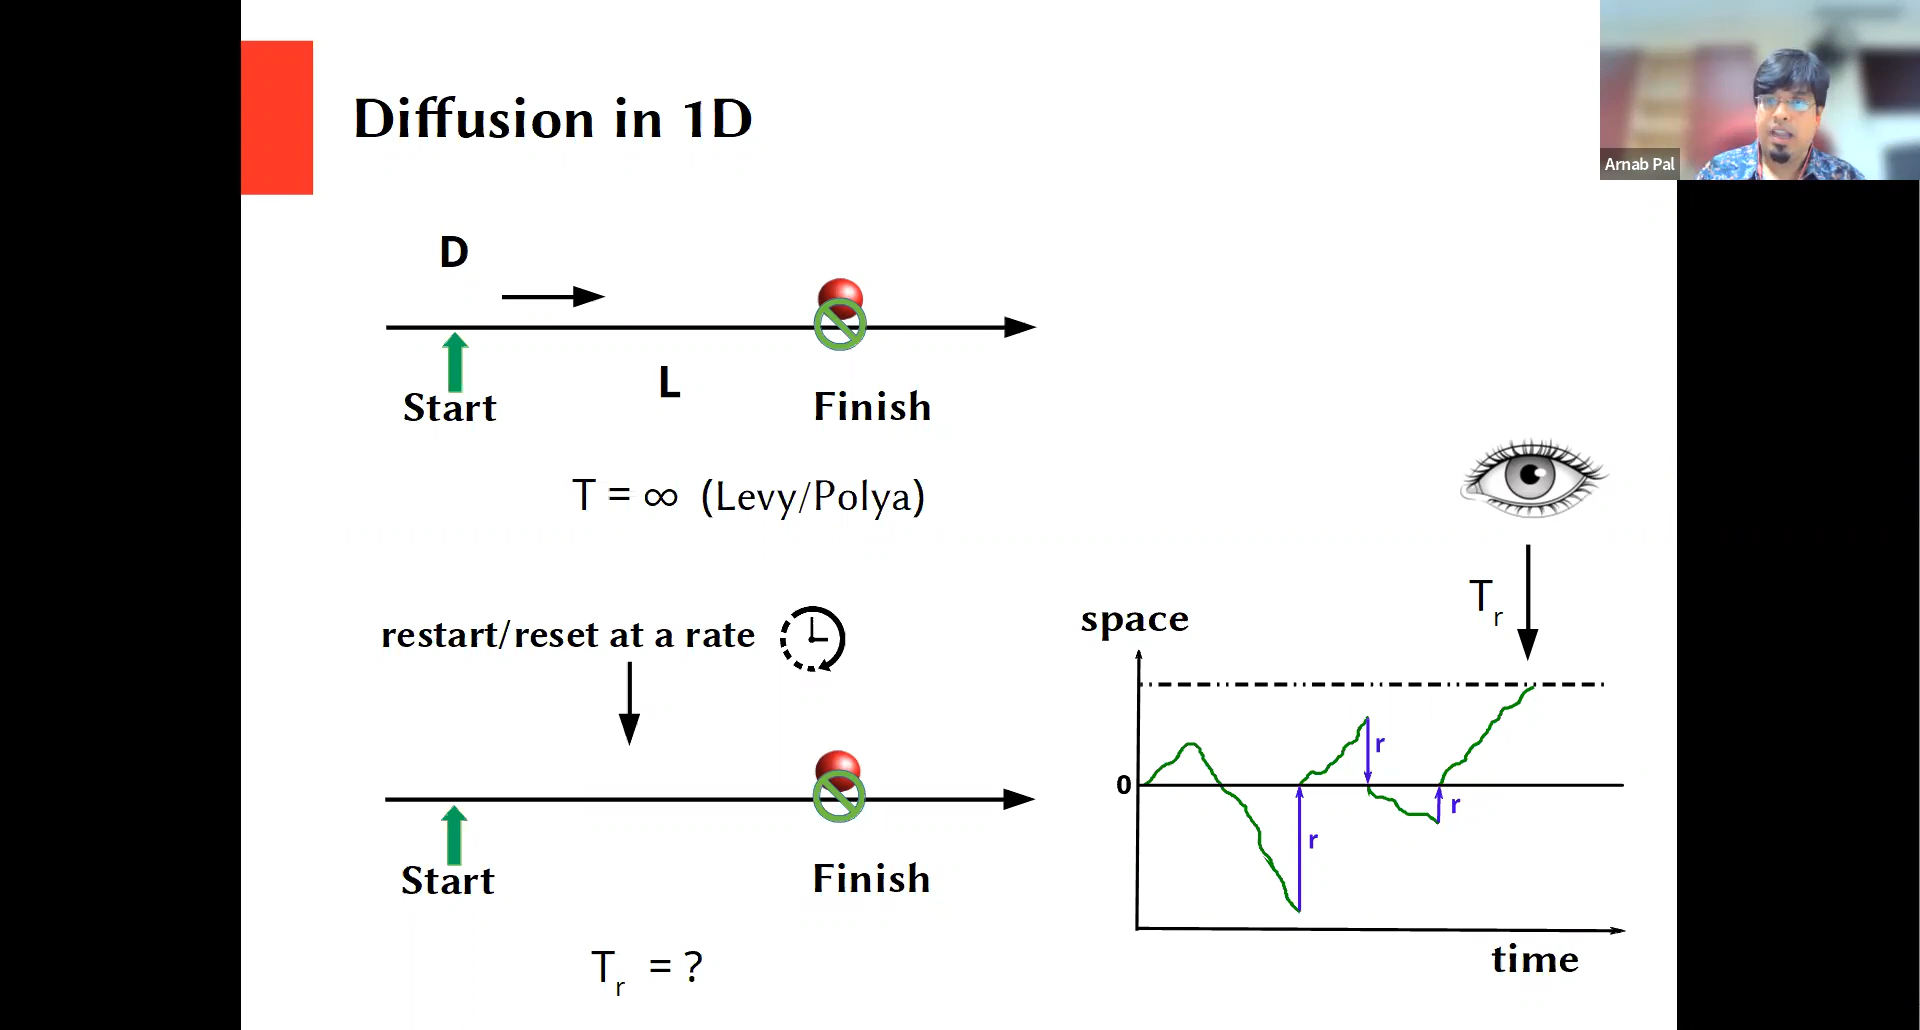 Diffusion in 1D
Arnab Pal
D
L
Start
Finish
T = ∞ (Levy/Polya)
restart/reset at a rate
Start
Finish
T_r = ?
T_r
space
0
r
r
r
time